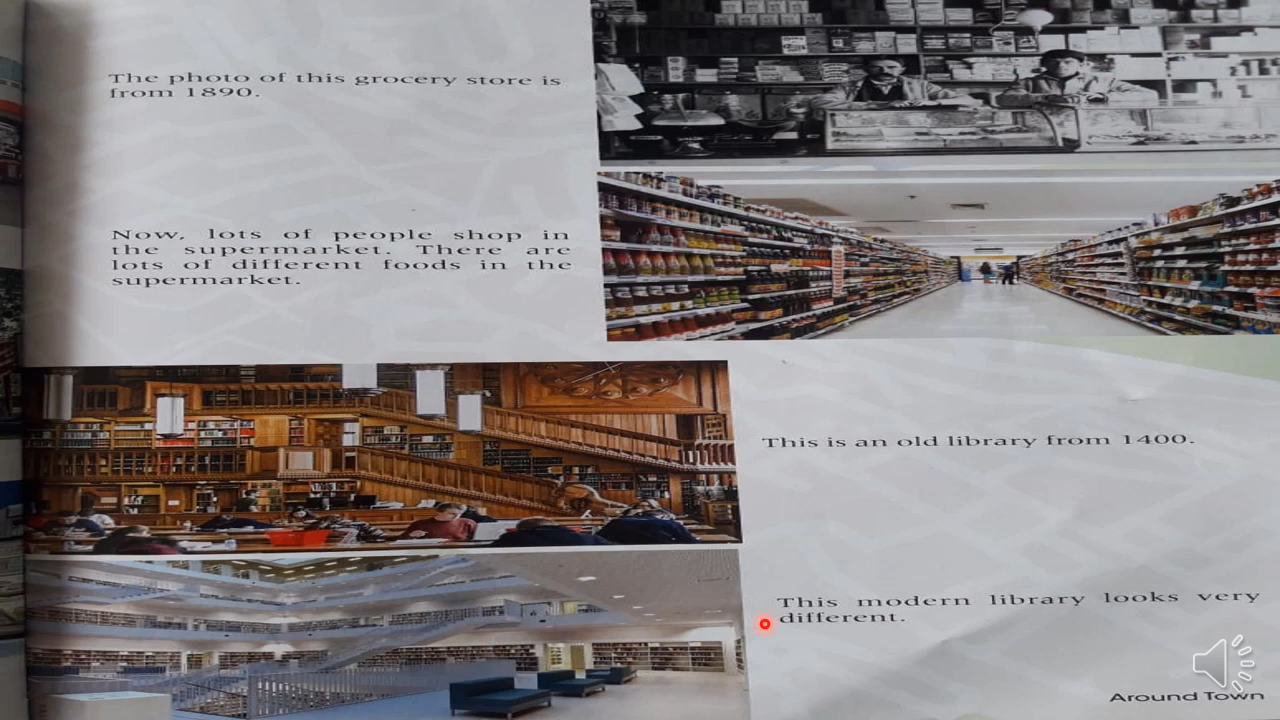 The photo of this grocery store is
from 1890.
Now, lots of people shop in
the supermarket. There are
lots of different foods in the
supermarket.
This is an old library from 1400.
This modern library looks very
different.
Around Town